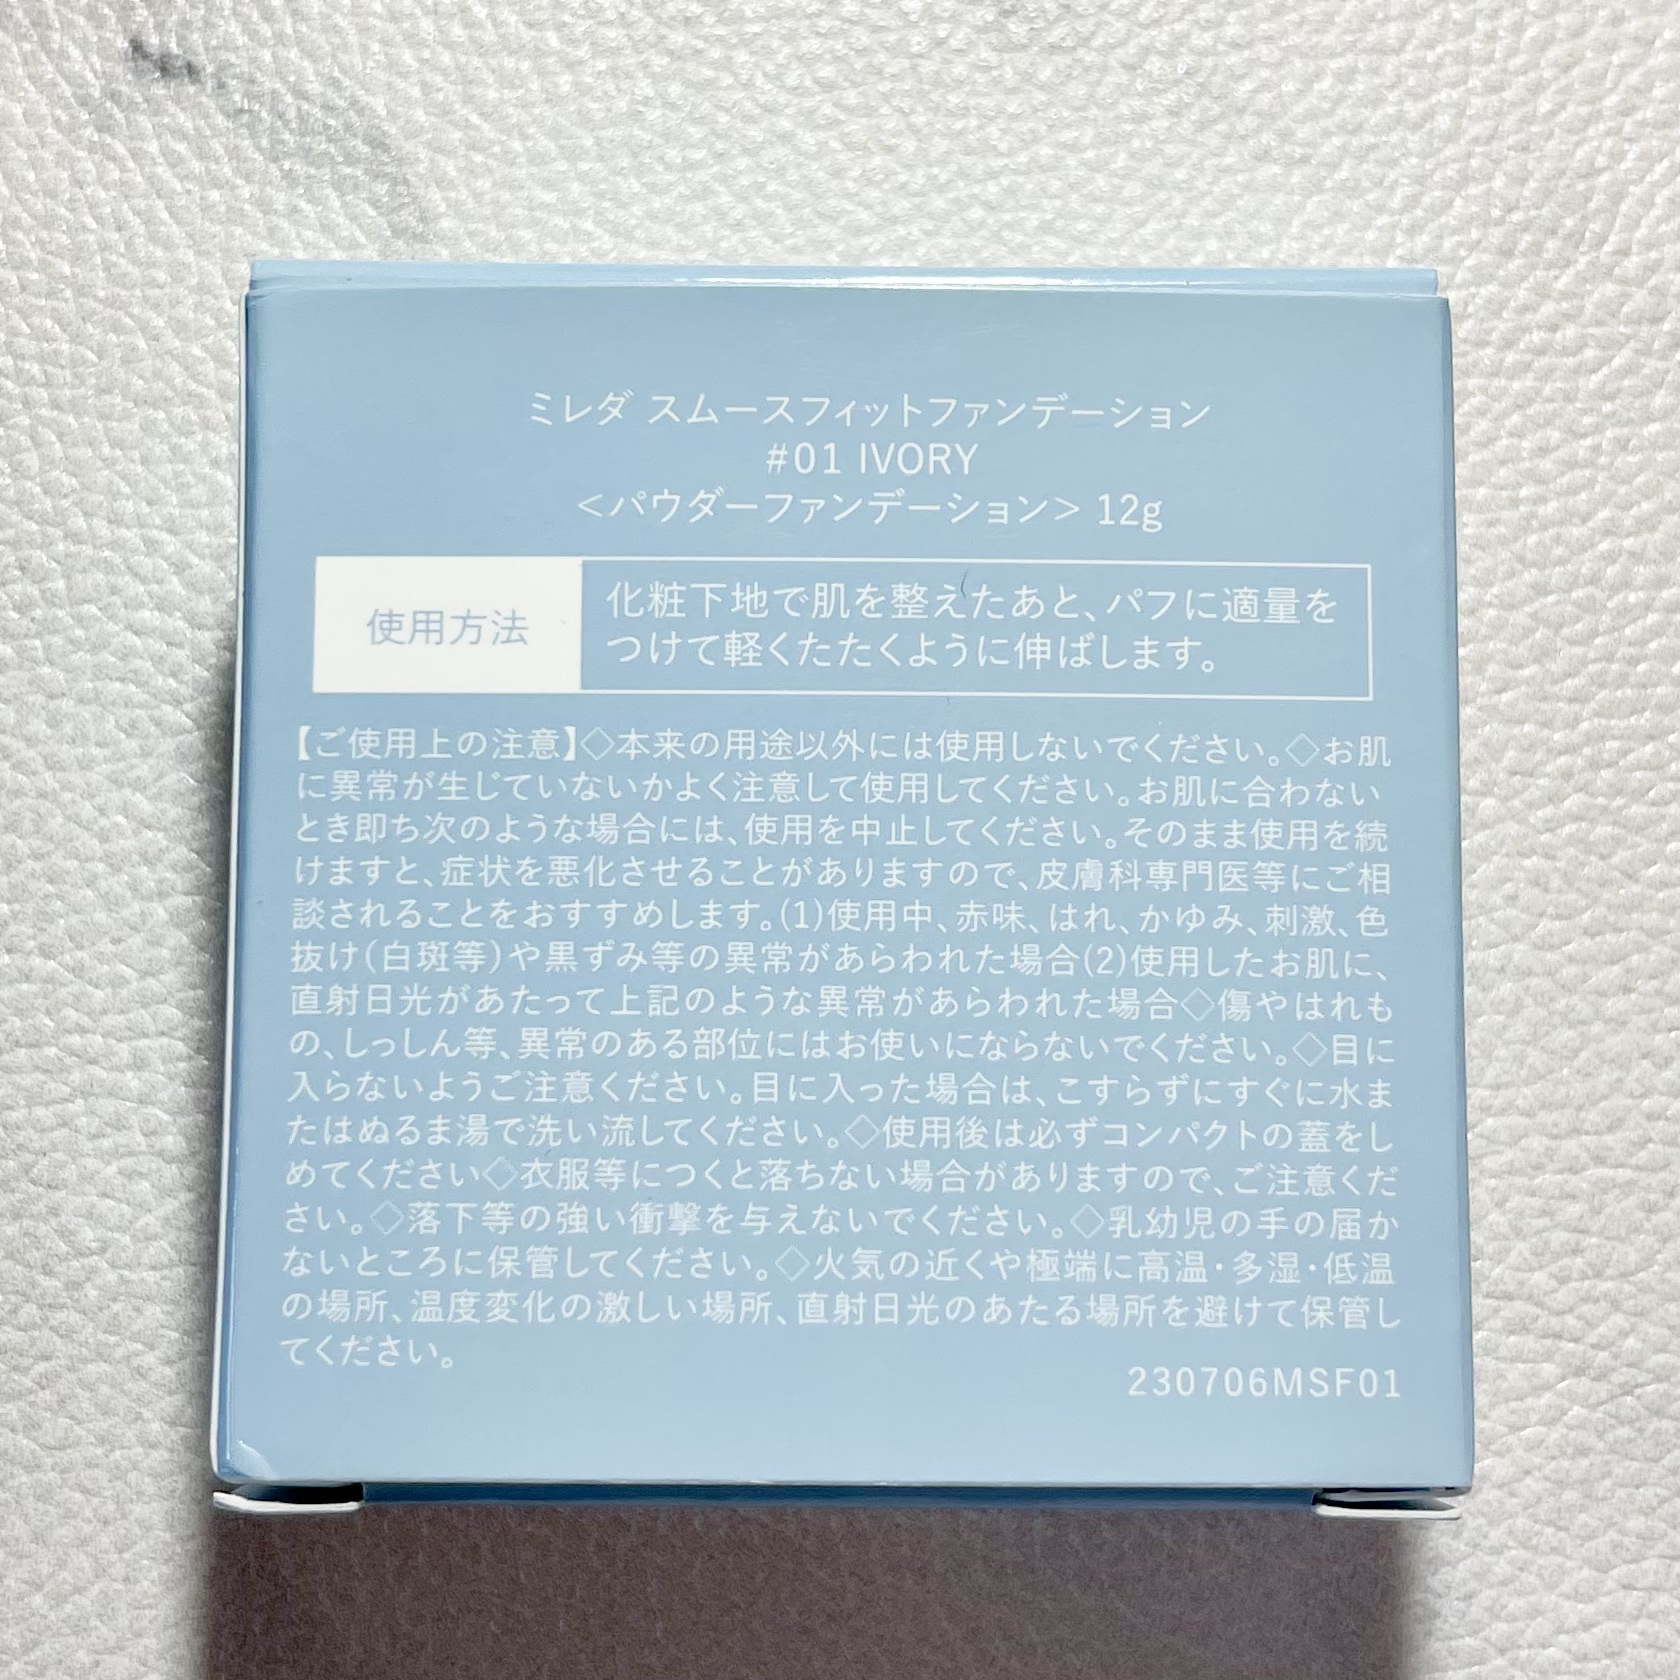 ミレダ スムースフィットファンデーション
#01 IVORY
<パウダーファンデーション> 12g
使用方法
化粧下地で肌を整えたあと、パフに適量を
つけて軽くたたくように伸ばします。
【ご使用上の注意】◇本来の用途以外には使用しないでください。◇お肌
に異常が生じていないかよく注意して使用してください。お肌に合わない
とき即ち次のような場合には、使用を中止してください。そのまま使用を続
けますと、症状を悪化させることがありますので、皮膚科専門医等にご相
談されることをおすすめします。(1)使用中、赤味、はれ、かゆみ、刺激、色
抜け(白斑等)や黒ずみ等の異常があらわれた場合(2)使用したお肌に、
直射日光があたって上記のような異常があらわれた場合◇傷やはれも
の、しっしん等、異常のある部位にはお使いにならないでください。◇目に
入らないようご注意ください。目に入った場合は、こすらずにすぐに水ま
たはぬるま湯で洗い流してください。◇使用後は必ずコンパクトの蓋をし
めてください◇衣服等につくと落ちない場合がありますので、ご注意くだ
さい。◇落下等の強い衝撃を与えないでください。◇乳幼児の手の届か
ないところに保管してください。◇火気の近くや極端に高温・多湿・低温
の場所、温度変化の激しい場所、直射日光のあたる場所を避けて保管し
てください。
230706MSF01